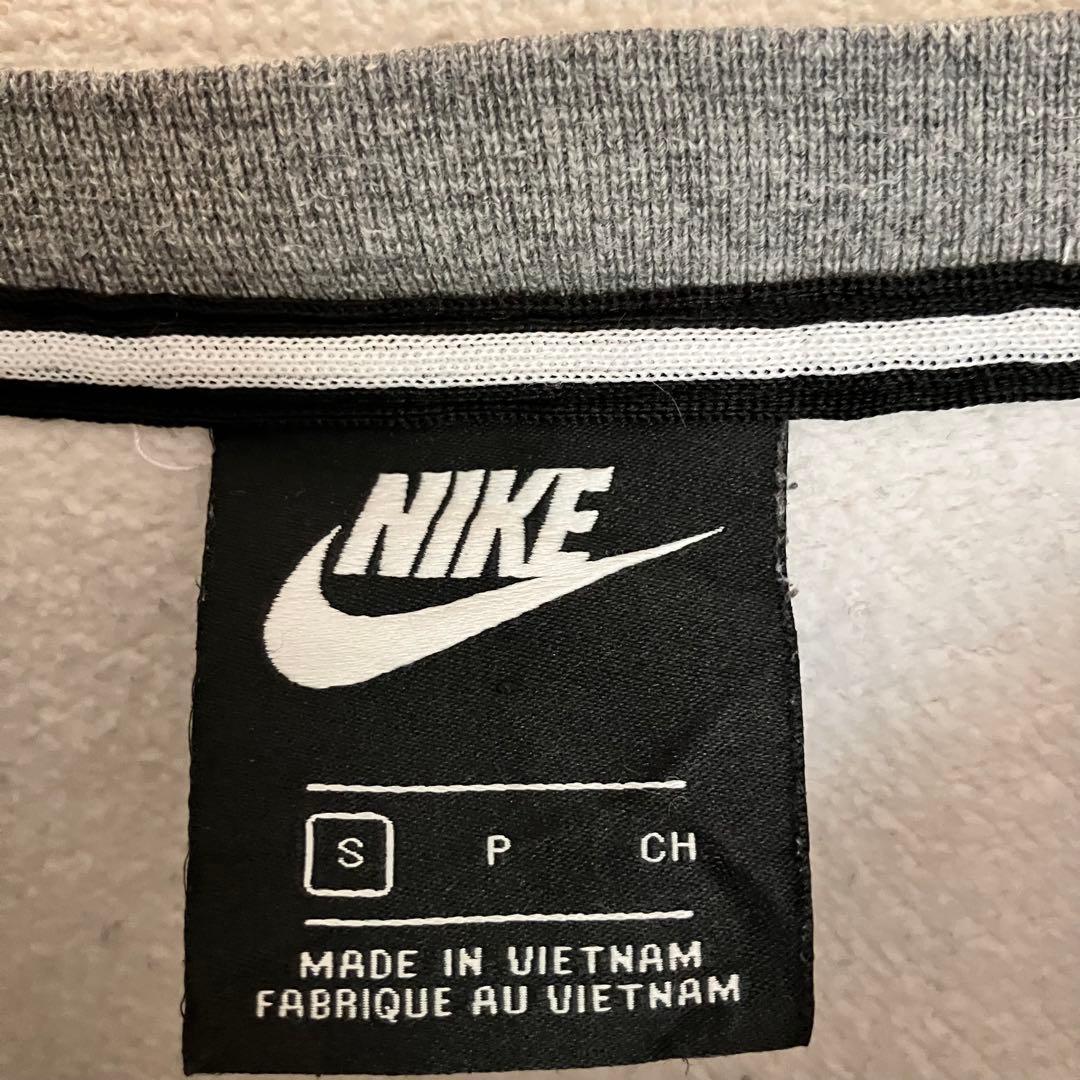 NIKE
S P CH
MADE IN VIETNAM
FABRIQUE AU VIETNAM